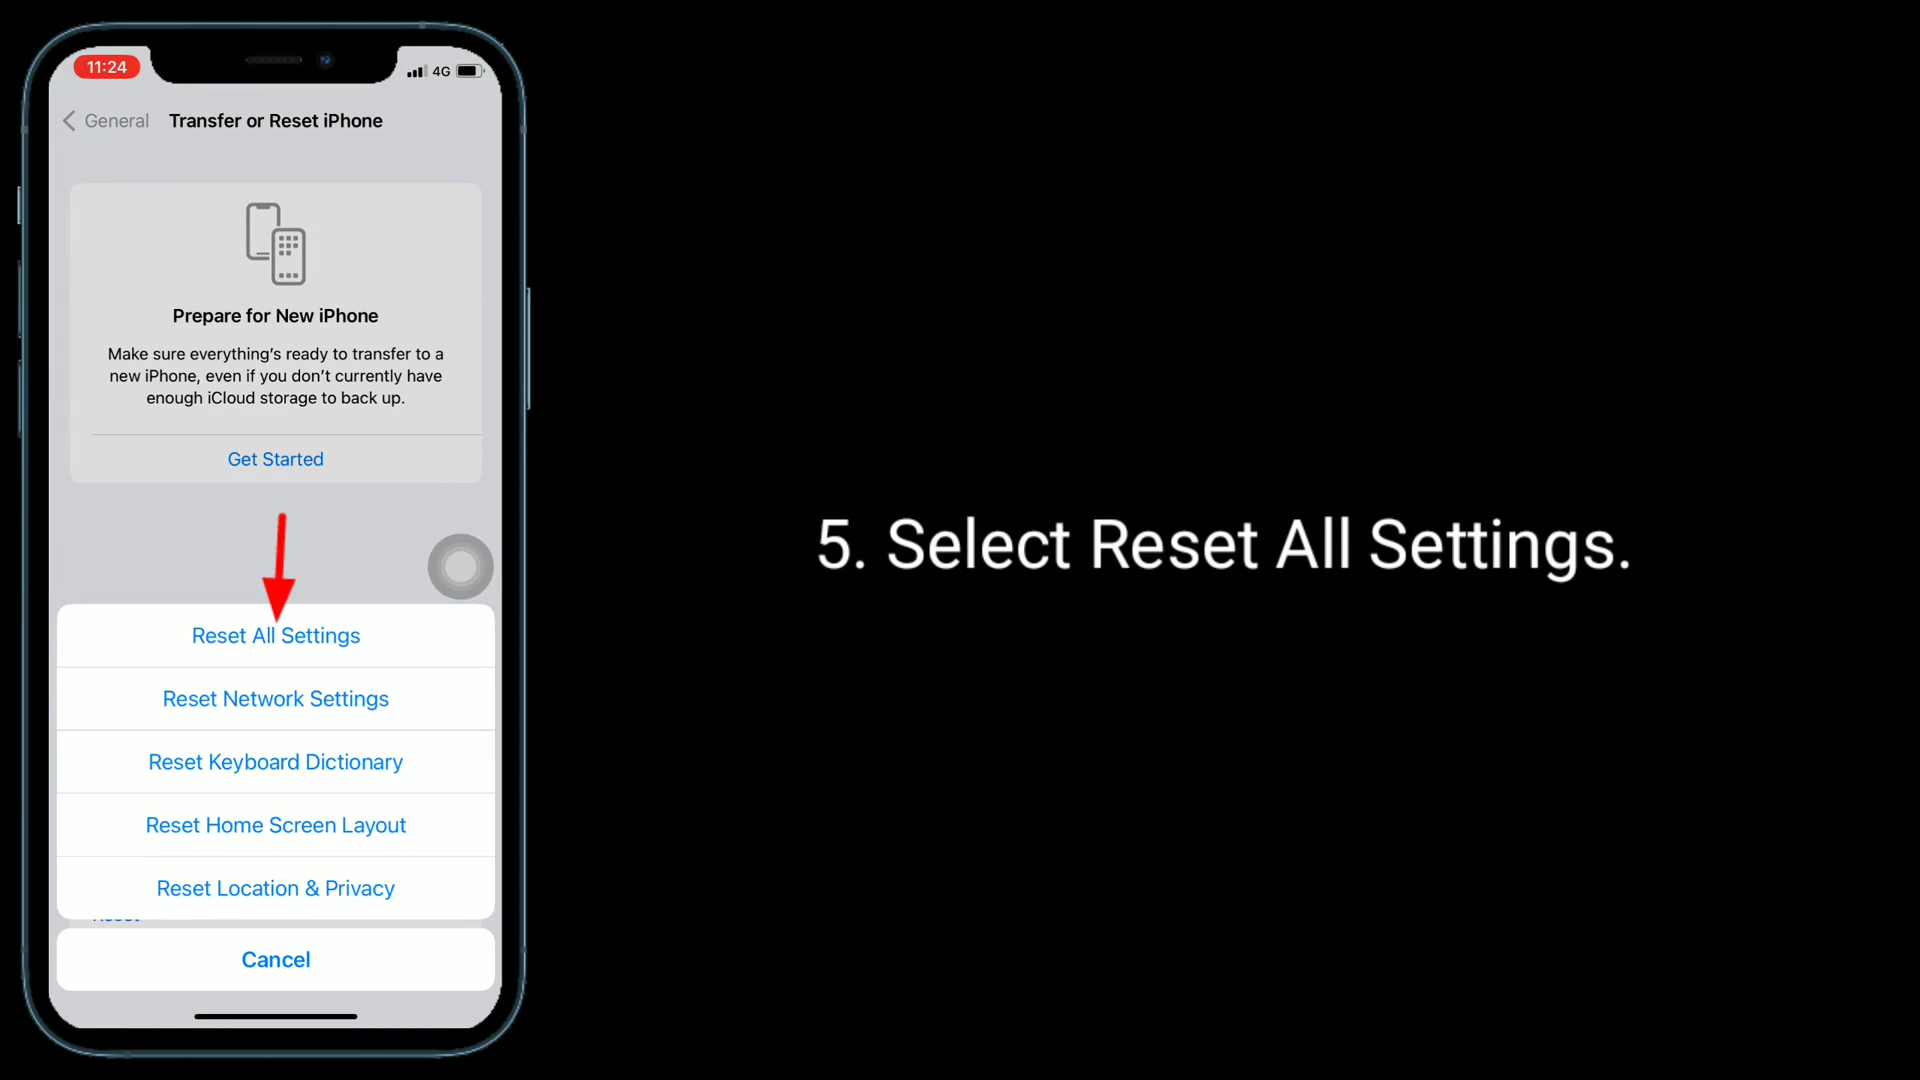 11:24
4G
General
Transfer or Reset iPhone
Prepare for New iPhone
Make sure everything's ready to transfer to a
new iPhone, even if you don't currently have
enough iCloud storage to back up.
Get Started
Reset All Settings
Reset Network Settings
Reset Keyboard Dictionary
Reset Home Screen Layout
Reset Location & Privacy
Reset
Cancel
5. Select Reset All Settings.